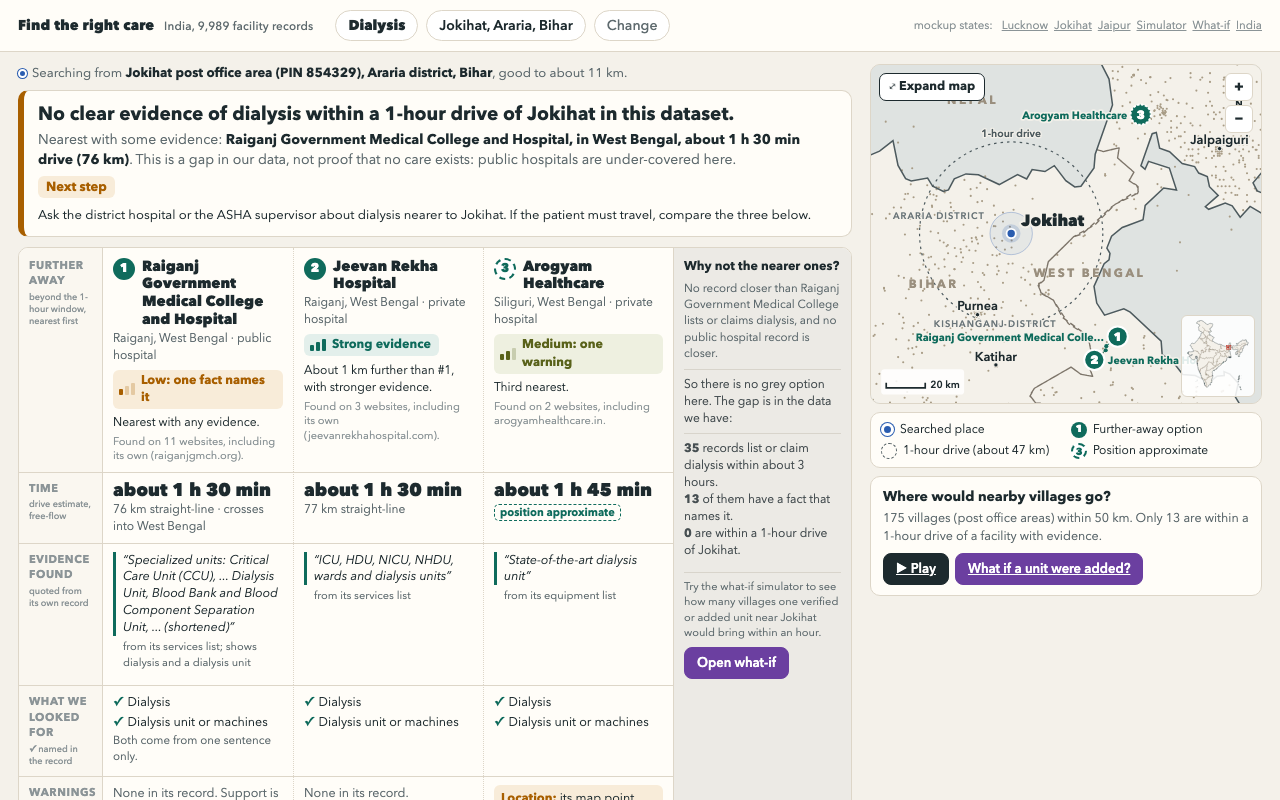 Find the right care India, 9,989 facility records Dialysis Jokihat, Araria, Bihar Change mockup states: Lucknow Jokihat Jaipur Simulator What-if India
Searching from Jokihat post office area (PIN 854329), Araria district, Bihar, good to about 11 km.
No clear evidence of dialysis within a 1-hour drive of Jokihat in this dataset.
Nearest with some evidence: Raiganj Government Medical College and Hospital, in West Bengal, about 1 h 30 min
drive (76 km). This is a gap in our data, not proof that no care exists: public hospitals are under-covered here.
Next step
Ask the district hospital or the ASHA supervisor about dialysis nearer to Jokihat. If the patient must travel, compare the three below.
FURTHER
AWAY
beyond the 1-
hour window,
nearest first
1 Raiganj
Government
Medical College
and Hospital
Raiganj, West Bengal · public
hospital
Low: one fact names
it
Nearest with any evidence.
Found on 11 websites, including
its own (raiganjgmch.org).
2 Jeevan Rekha
Hospital
Raiganj, West Bengal · private
hospital
Strong evidence
About 1 km further than #1,
with stronger evidence.
Found on 3 websites, including
its own
(jeevanrekhahospital.com).
3 Arogyam
Healthcare
Siliguri, West Bengal · private
hospital
Medium: one
warning
Third nearest.
Found on 2 websites, including
arogyamhealthcare.in.
TIME
drive estimate,
free-flow
about 1 h 30 min
76 km straight-line · crosses
into West Bengal
about 1 h 30 min
77 km straight-line
about 1 h 45 min
position approximate
EVIDENCE
FOUND
quoted from
its own record
“Specialized units: Critical
Care Unit (CCU), ... Dialysis
Unit, Blood Bank and Blood
Component Separation
Unit, ... (shortened)”
from its services list; shows
dialysis and a dialysis unit
“ICU, HDU, NICU, NHDU,
wards and dialysis units”
from its services list
“State-of-the-art dialysis
unit”
from its equipment list
WHAT WE
LOOKED
FOR
✓ named in
the record
✓ Dialysis
✓ Dialysis unit or machines
Both come from one sentence
only.
✓ Dialysis
✓ Dialysis unit or machines
✓ Dialysis
✓ Dialysis unit or machines
WARNINGS
None in its record. Support is
None in its record.
Location: its map point
Why not the nearer ones?
No record closer than Raiganj
Government Medical College
lists or claims dialysis, and no
public hospital record is
closer.
So there is no grey option
here. The gap is in the data
we have:
35 records list or claim
dialysis within about 3
hours.
13 of them have a fact that
names it.
0 are within a 1-hour drive
of Jokihat.
Try the what-if simulator to see
how many villages one verified
or added unit near Jokihat
would bring within an hour.
Open what-if
Expand map
NEPAL
+
N
−
Arogyam Healthcare 3
1-hour drive
Jalpaiguri
ARARIA DISTRICT
Jokihat
WEST BENGAL
BIHAR
Purnea
KISHANGANJ DISTRICT
Raiganj Government Medical Colle... 1
Katihar
2 Jeevan Rekha
20 km
Searched place
1 Further-away option
1-hour drive (about 47 km)
3 Position approximate
Where would nearby villages go?
175 villages (post office areas) within 50 km. Only 13 are within a
1-hour drive of a facility with evidence.
▶ Play
What if a unit were added?